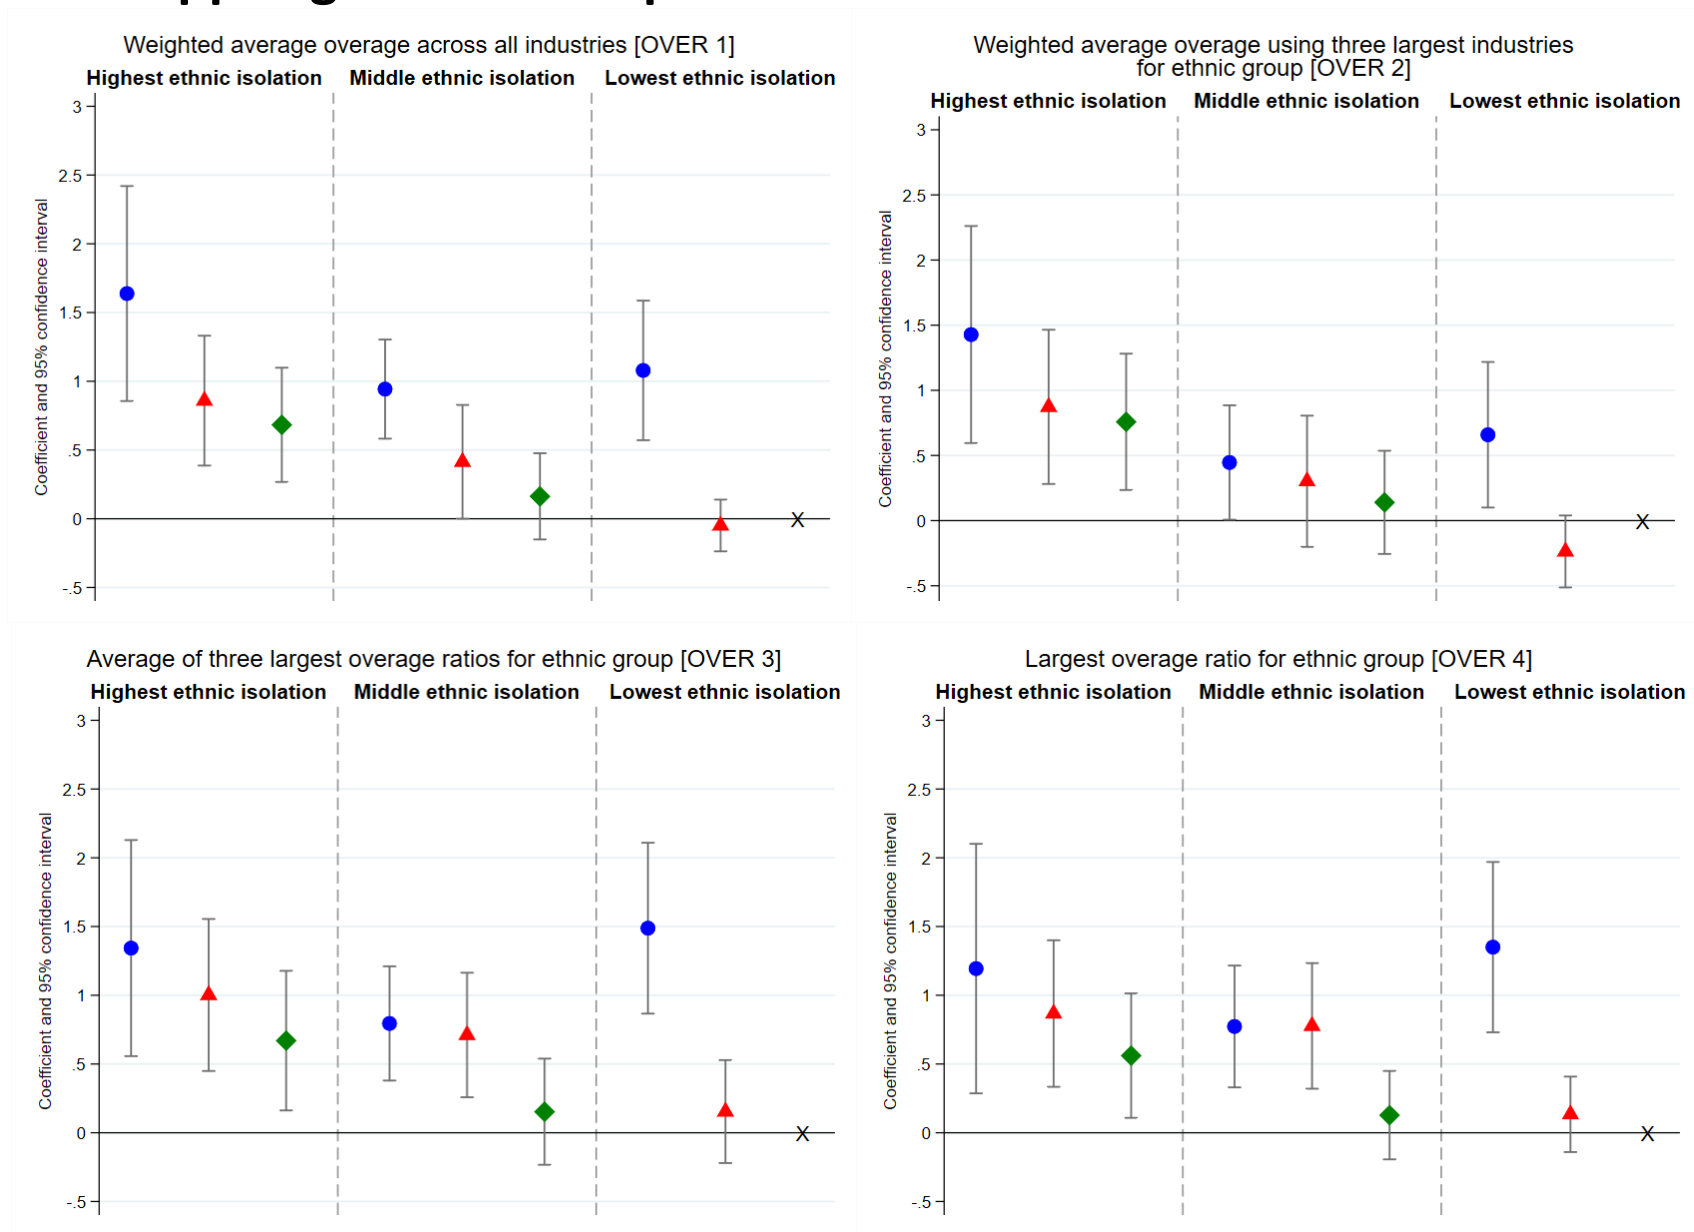 Weighted average overage across all industries [OVER 1]
Highest ethnic isolation Middle ethnic isolation Lowest ethnic isolation
Coefficient and 95% confidence interval
3
2.5
2
1.5
1
.5
0
-.5
X
Weighted average overage using three largest industries
for ethnic group [OVER 2]
Highest ethnic isolation Middle ethnic isolation Lowest ethnic isolation
Coefficient and 95% confidence interval
3
2.5
2
1.5
1
.5
0
-.5
X
Average of three largest overage ratios for ethnic group [OVER 3]
Highest ethnic isolation Middle ethnic isolation Lowest ethnic isolation
Coefficient and 95% confidence interval
3
2.5
2
1.5
1
.5
0
-.5
X
Largest overage ratio for ethnic group [OVER 4]
Highest ethnic isolation Middle ethnic isolation Lowest ethnic isolation
Coefficient and 95% confidence interval
3
2.5
2
1.5
1
.5
0
-.5
X